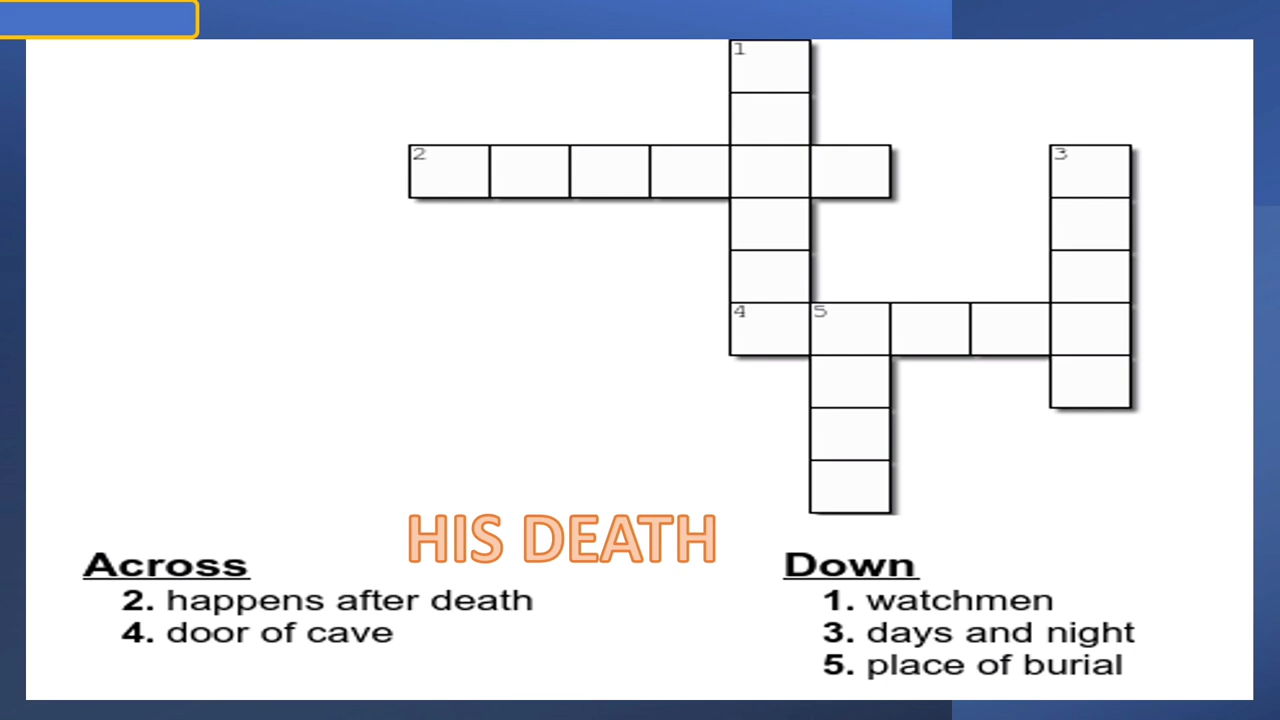 1
2
3
4
5
HIS DEATH
Across
2. happens after death
4. door of cave
Down
1. watchmen
3. days and night
5. place of burial